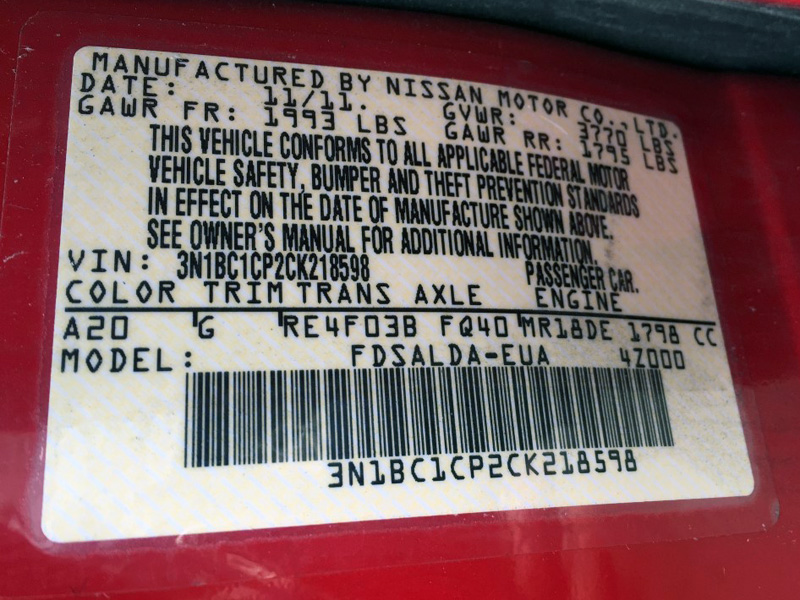 MANUFACTURED BY NISSAN MOTOR CO.,LTD.
DATE: 11/11. GVWR: 3770 LBS
GAWR FR: 1993 LBS GAWR RR: 1795 LBS
THIS VEHICLE CONFORMS TO ALL APPLICABLE FEDERAL MOTOR
VEHICLE SAFETY, BUMPER AND THEFT PREVENTION STANDARDS
IN EFFECT ON THE DATE OF MANUFACTURE SHOWN ABOVE.
SEE OWNER'S MANUAL FOR ADDITIONAL INFORMATION.
VIN: 3N1BC1CP2CK218598 PASSENGER CAR.
COLOR TRIM TRANS AXLE ENGINE
A20 G RE4F03B FQ40 MR18DE 1798 CC
MODEL: FDSALDA-EUA 4Z000
3N1BC1CP2CK218598